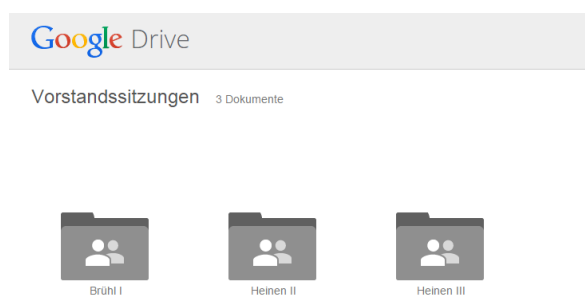 Google Drive
Vorstandssitzungen 3 Dokumente
Brühl I Heinen II Heinen III